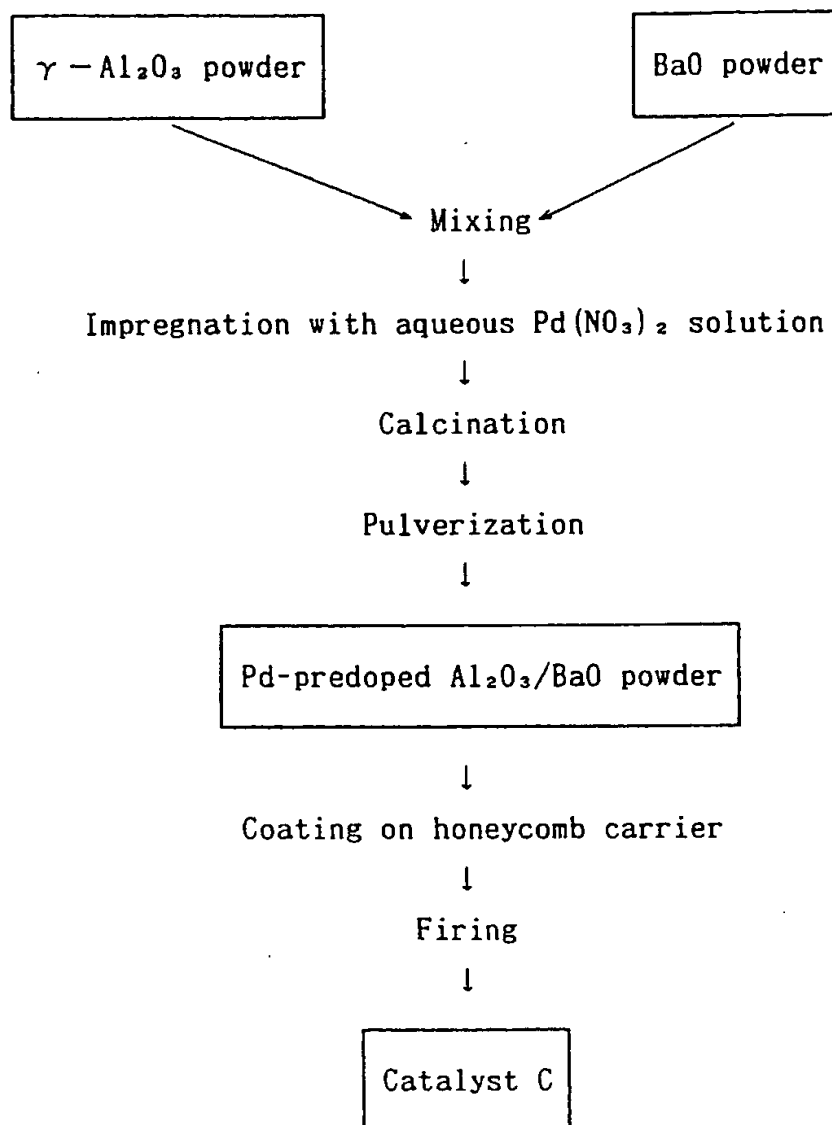 γ-Al₂O₃ powder
BaO powder
Mixing
↓
Impregnation with aqueous Pd(NO₃)₂ solution
↓
Calcination
↓
Pulverization
↓
Pd-predoped Al₂O₃/BaO powder
↓
Coating on honeycomb carrier
↓
Firing
↓
Catalyst C